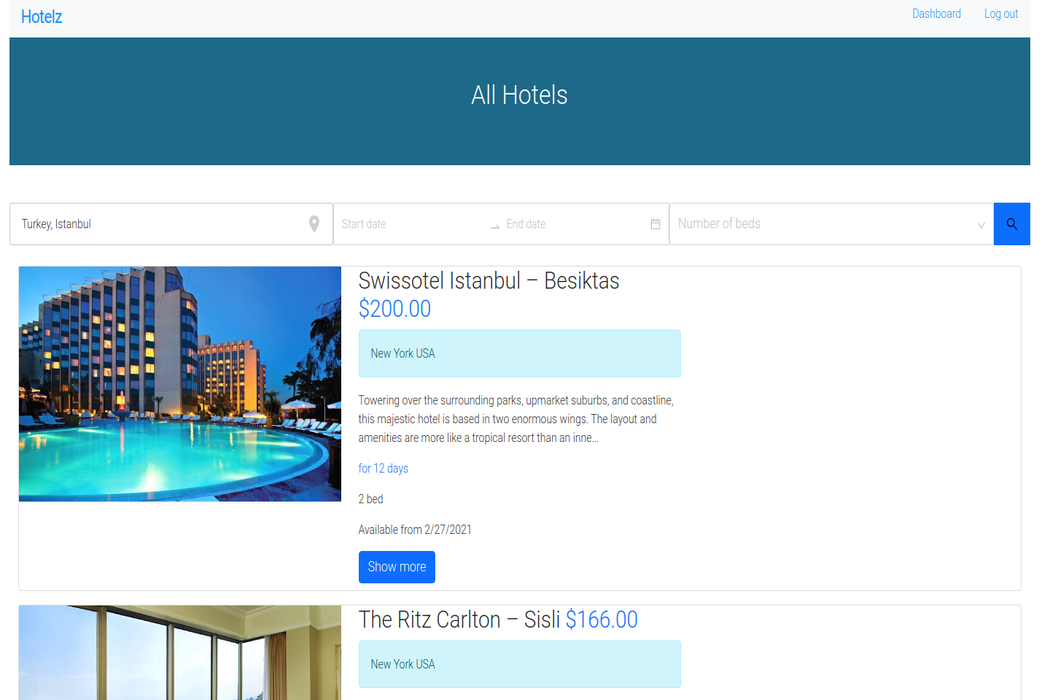 Hotelz
Dashboard
Log out
All Hotels
Turkey, Istanbul
Start date
End date
Number of beds
Swissotel Istanbul – Besiktas
$200.00
New York USA
Towering over the surrounding parks, upmarket suburbs, and coastline,
this majestic hotel is based in two enormous wings. The layout and
amenities are more like a tropical resort than an inne...
for 12 days
2 bed
Available from 2/27/2021
Show more
The Ritz Carlton – Sisli $166.00
New York USA